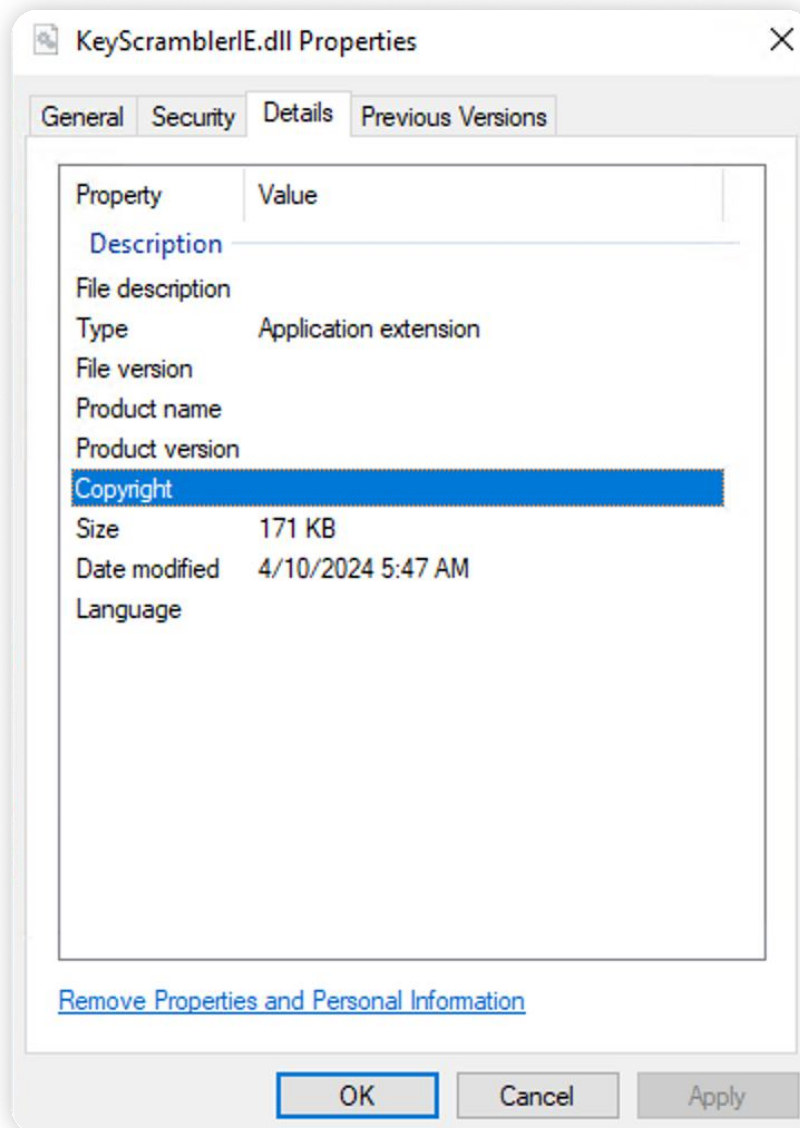 KeyScramblerIE.dll Properties
General Security Details Previous Versions
Property Value
Description
File description
Type Application extension
File version
Product name
Product version
Copyright
Size 171 KB
Date modified 4/10/2024 5:47 AM
Language
Remove Properties and Personal Information
OK Cancel Apply